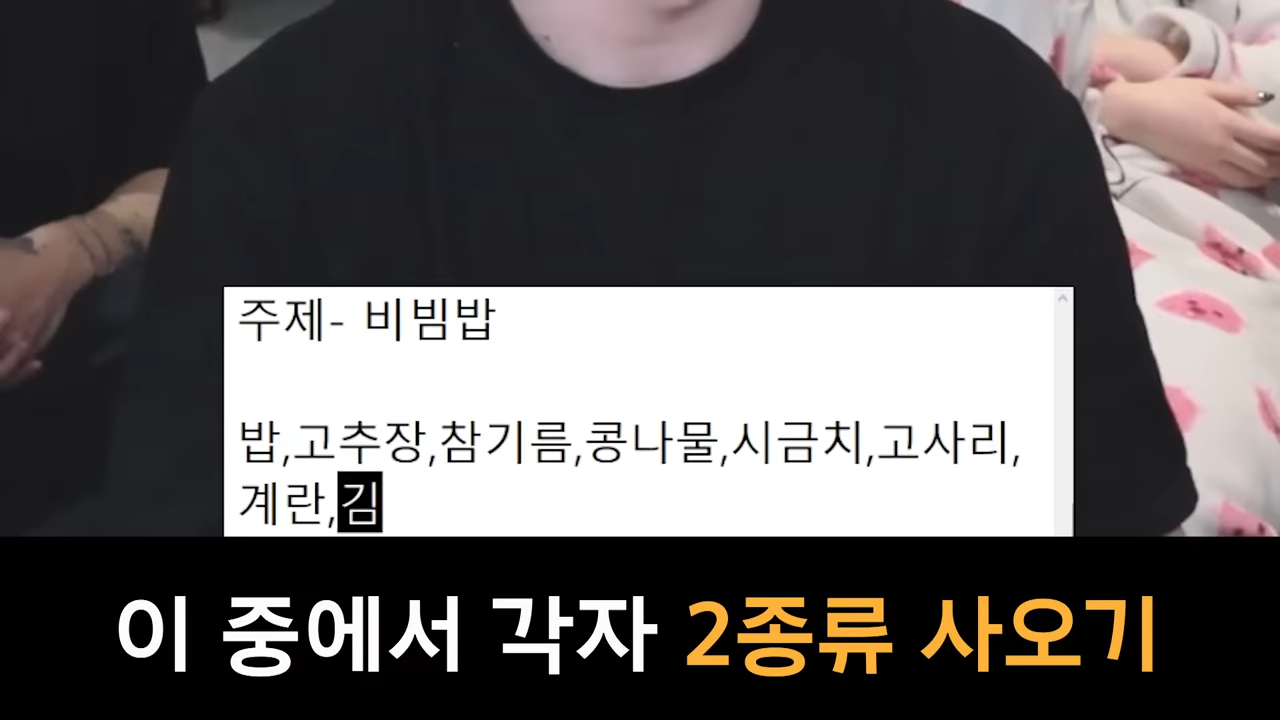 주제- 비빔밥
밥,고추장,참기름,콩나물,시금치,고사리,
계란,김
이 중에서 각자 2종류 사오기